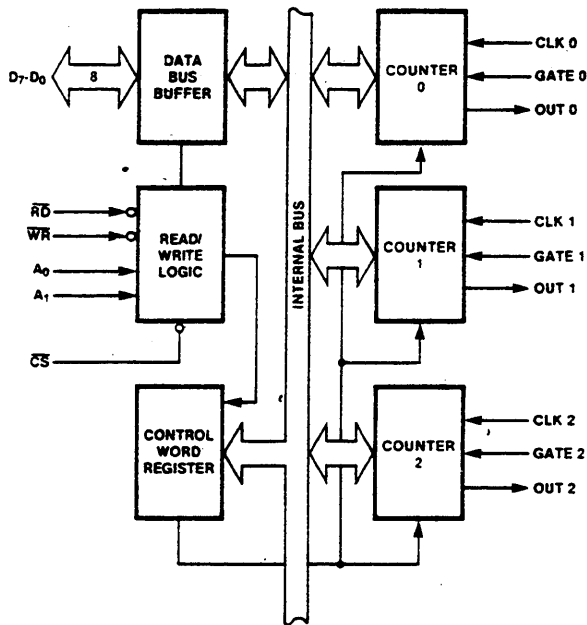 D7-D0
8
DATA
BUS
BUFFER
RD
WR
A0
A1
CS
READ/
WRITE
LOGIC
CONTROL
WORD
REGISTER
INTERNAL BUS
COUNTER
0
CLK 0
GATE 0
OUT 0
COUNTER
1
CLK 1
GATE 1
OUT 1
COUNTER
2
CLK 2
GATE 2
OUT 2